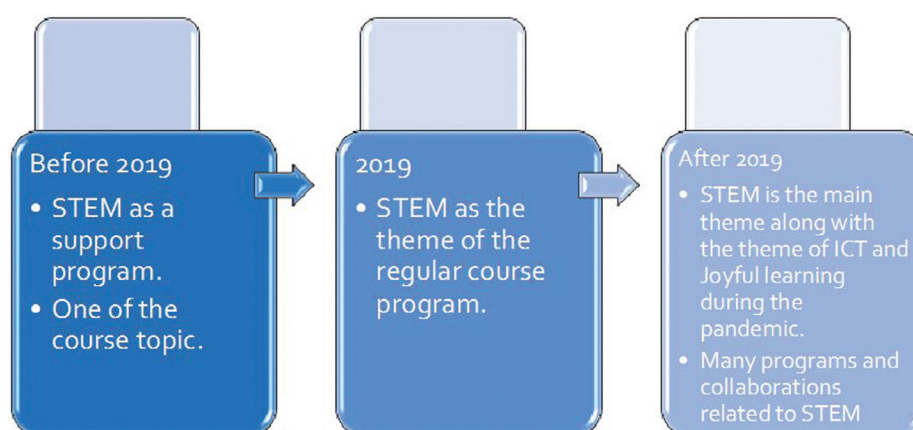 Before 2019
• STEM as a
support
program.
• One of the
course topic.
2019
• STEM as the
theme of the
regular course
program.
After 2019
• STEM is the main
theme along with
the theme of ICT and
Joyful learning
during the
pandemic.
• Many programs and
collaborations
related to STEM